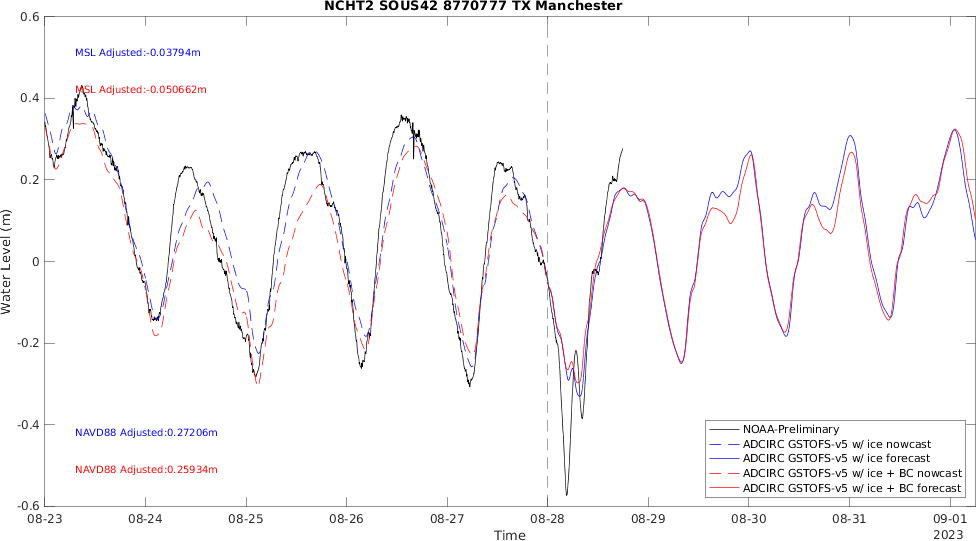 NCHT2 SOUS42 8770777 TX Manchester
MSL Adjusted:-0.03794m
MSL Adjusted:-0.050662m
NAVD88 Adjusted:0.27206m
NAVD88 Adjusted:0.25934m
Water Level (m)
0.6
0.4
0.2
0
-0.2
-0.4
-0.6
NOAA-Preliminary
ADCIRC GSTOFS-v5 w/ ice nowcast
ADCIRC GSTOFS-v5 w/ ice forecast
ADCIRC GSTOFS-v5 w/ ice + BC nowcast
ADCIRC GSTOFS-v5 w/ ice + BC forecast
08-23 08-24 08-25 08-26 08-27 08-28 08-29 08-30 08-31 09-01
2023
Time